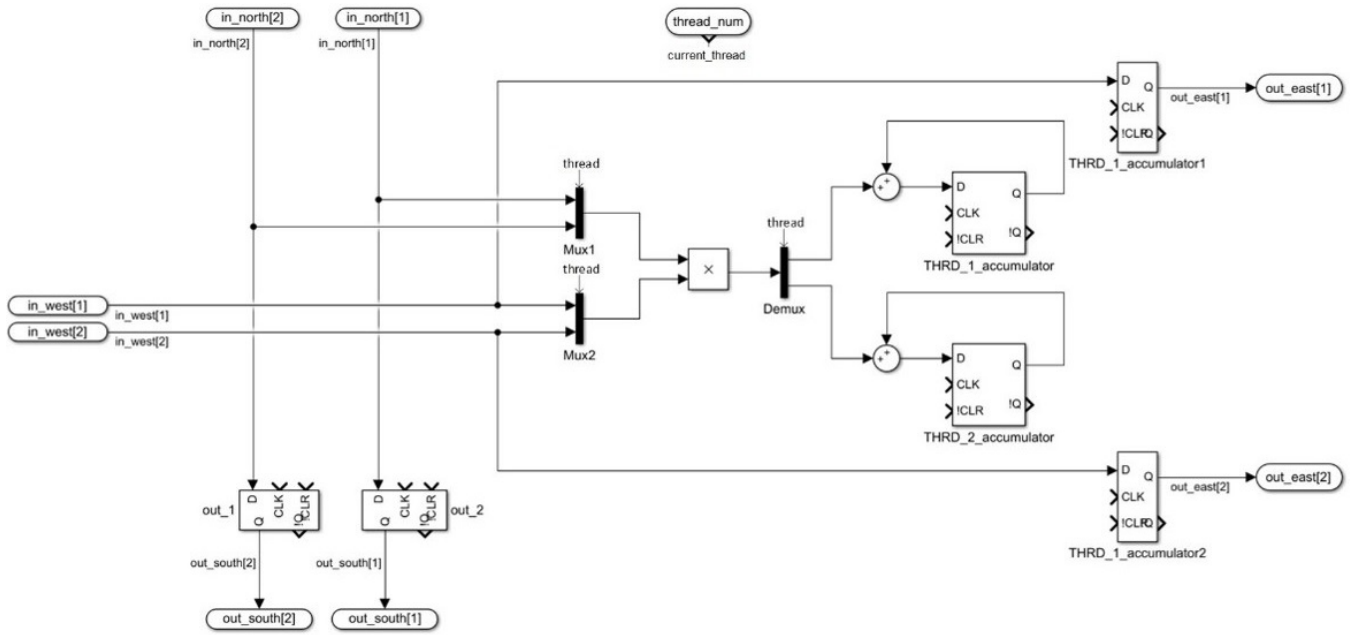 in_north[2]
in_north[1]
thread_num
in_north[2]
in_north[1]
current_thread
D
Q
CLK
!CLR
!Q
out_east[1]
out_east[1]
THRD_1_accumulator1
thread
Mux1
thread
Mux2
×
thread
Demux
+
+
D
Q
CLK
!CLR
!Q
THRD_1_accumulator
in_west[1]
in_west[1]
in_west[2]
in_west[2]
+
+
D
Q
CLK
!CLR
!Q
THRD_2_accumulator
D
Q
CLK
!CLR
!Q
out_east[2]
out_east[2]
THRD_1_accumulator2
out_1
D
CLK
!CLR
Q
!Q
D
CLK
!CLR
Q
!Q
out_2
out_south[2]
out_south[1]
out_south[2]
out_south[1]